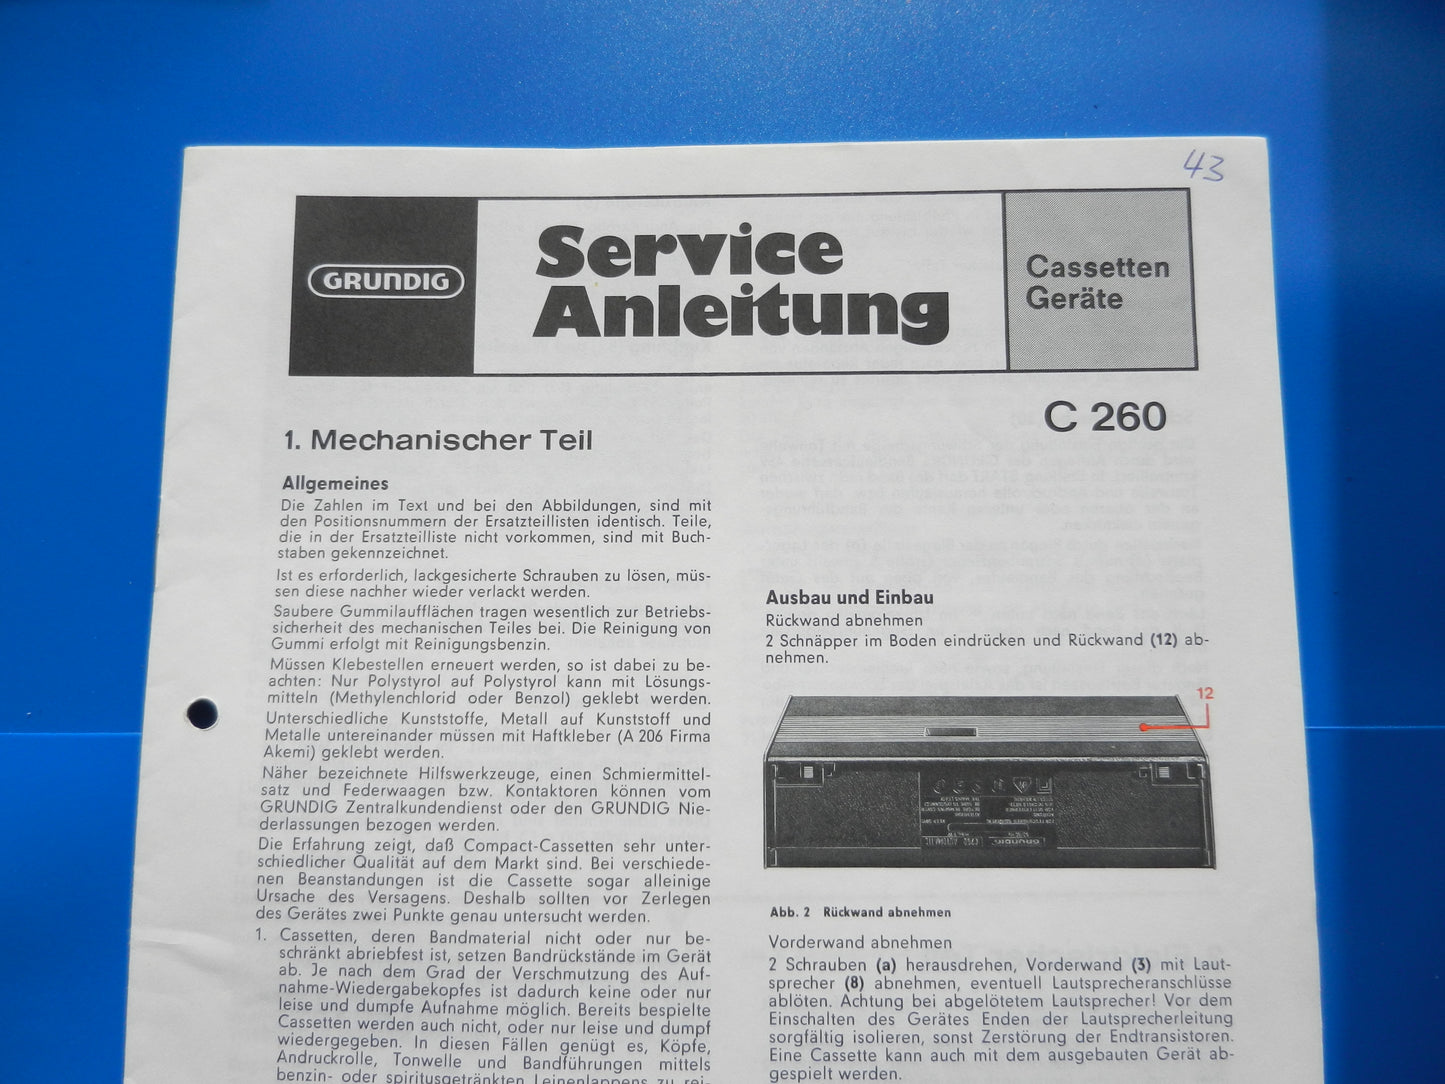 43
GRUNDIG
Service
Anleitung
Cassetten
Geräte
C 260
1. Mechanischer Teil
Allgemeines
Die Zahlen im Text und bei den Abbildungen, sind mit
den Positionsnummern der Ersatzteillisten identisch. Teile,
die in der Ersatzteilliste nicht vorkommen, sind mit Buch-
staben gekennzeichnet.
Ist es erforderlich, lackgesicherte Schrauben zu lösen, müs-
sen diese nachher wieder verlackt werden.
Saubere Gummilaufflächen tragen wesentlich zur Betriebs-
sicherheit des mechanischen Teiles bei. Die Reinigung von
Gummi erfolgt mit Reinigungsbenzin.
Müssen Klebestellen erneuert werden, so ist dabei zu be-
achten: Nur Polystyrol auf Polystyrol kann mit Lösungs-
mitteln (Methylenchlorid oder Benzol) geklebt werden.
Unterschiedliche Kunststoffe, Metall auf Kunststoff und
Metalle untereinander müssen mit Haftkleber (A 206 Firma
Akemi) geklebt werden.
Näher bezeichnete Hilfswerkzeuge, einen Schmiermittel-
satz und Federwaagen bzw. Kontaktoren können vom
GRUNDIG Zentralkundendienst oder den GRUNDIG Nie-
derlassungen bezogen werden.
Die Erfahrung zeigt, daß Compact-Cassetten sehr unter-
schiedlicher Qualität auf dem Markt sind. Bei verschiede-
nen Beanstandungen ist die Cassette sogar alleinige
Ursache des Versagens. Deshalb sollten vor Zerlegen
des Gerätes zwei Punkte genau untersucht werden.
1. Cassetten, deren Bandmaterial nicht oder nur be-
schränkt abriebfest ist, setzen Bandrückstände im Gerät
ab. Je nach dem Grad der Verschmutzung des Auf-
nahme-Wiedergabekopfes ist dadurch keine oder nur
leise und dumpfe Aufnahme möglich. Bereits bespielte
Cassetten werden auch nicht, oder nur leise und dumpf
wiedergegeben. In diesen Fällen genügt es, Köpfe,
Andruckrolle, Tonwelle und Bandführungen mittels
benzin- oder spiritusgetränkten Leinenlappens zu rei-
Ausbau und Einbau
Rückwand abnehmen
2 Schnäpper im Boden eindrücken und Rückwand (12) ab-
nehmen.
12
Abb. 2 Rückwand abnehmen
Vorderwand abnehmen
2 Schrauben (a) herausdrehen, Vorderwand (3) mit Laut-
sprecher (8) abnehmen, eventuell Lautsprecheranschlüsse
ablöten. Achtung bei abgelötetem Lautsprecher! Vor dem
Einschalten des Gerätes Enden der Lautsprecherleitung
sorgfältig isolieren, sonst Zerstörung der Endtransistoren.
Eine Cassette kann auch mit dem ausgebauten Gerät ab-
gespielt werden.